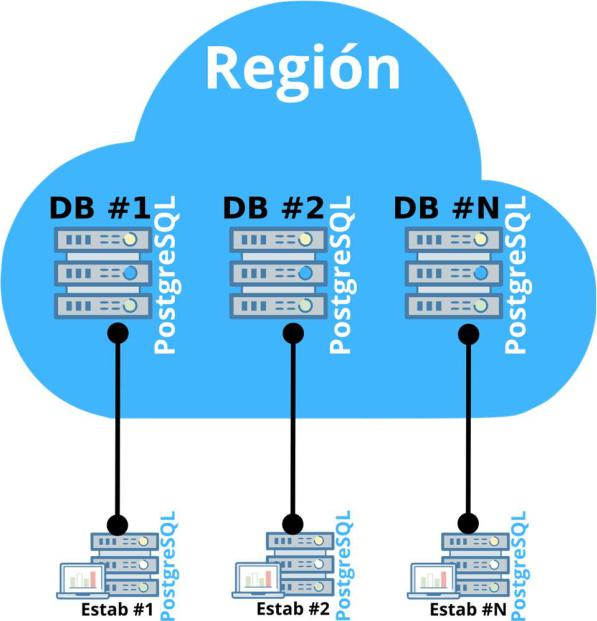 Región
DB #1
PostgreSQL
DB #2
PostgreSQL
DB #N
PostgreSQL
Estab #1
PostgreSQL
Estab #2
PostgreSQL
Estab #N
PostgreSQL